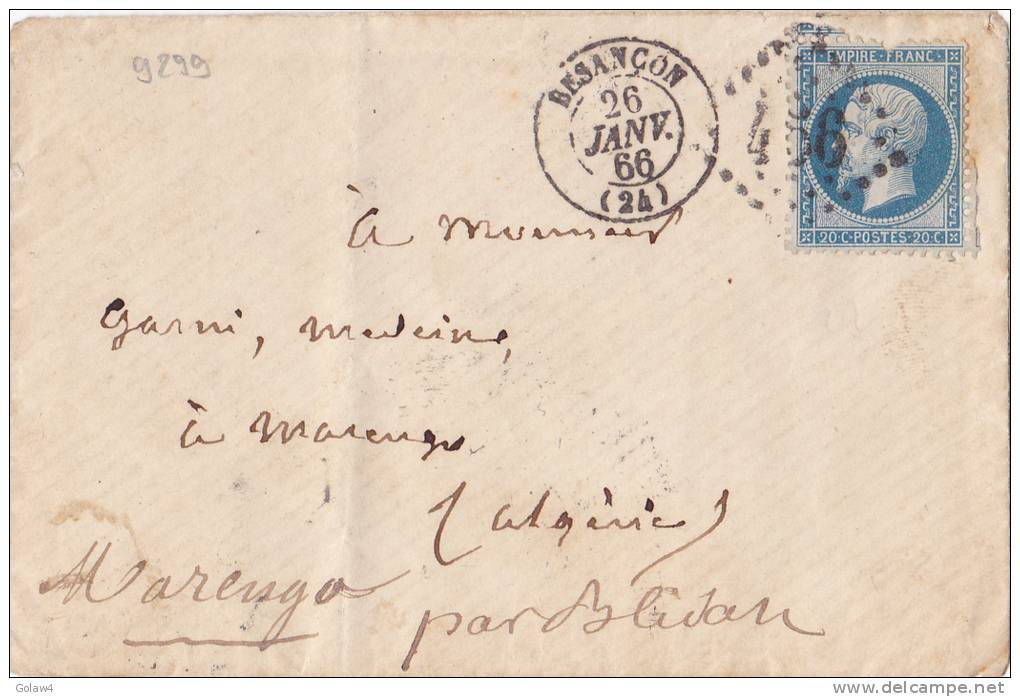 9299
BESANÇON
26
JANV.
66
(24)
EMPIRE·FRANC·
20·C·POSTES·20·C
à Monsieur
Garni, medecine,
à Marengo
(algérie)
Marengo
par Blidah
Golaw4
www.delcampe.net